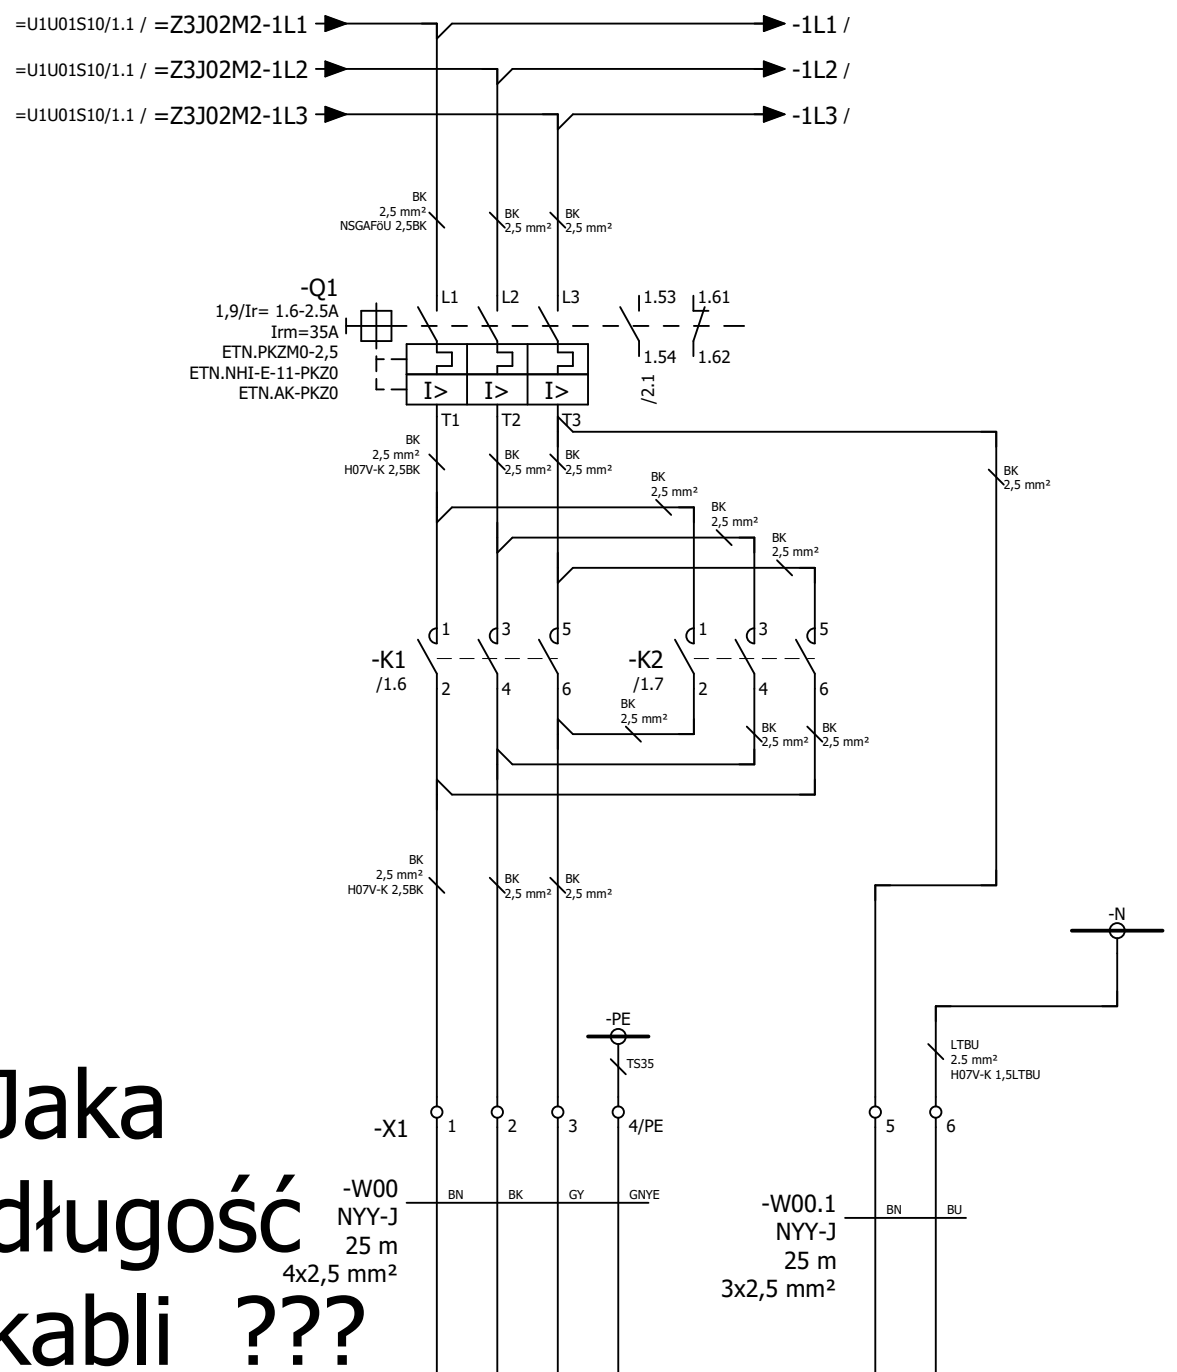 =U1U01S10/1.1 / =Z3J02M2-1L1 -1L1 /
=U1U01S10/1.1 / =Z3J02M2-1L2 -1L2 /
=U1U01S10/1.1 / =Z3J02M2-1L3 -1L3 /
BK
2,5 mm²
NSGAFöU 2,5BK
BK
2,5 mm²
BK
2,5 mm²
-Q1
1,9/Ir= 1.6-2.5A
Irm=35A
ETN.PKZM0-2,5
ETN.NHI-E-11-PKZ0
ETN.AK-PKZ0
L1 L2 L3
1.53 1.61
1.54 1.62
/2.1
I> I> I>
T1 T2 T3
BK
2,5 mm²
H07V-K 2,5BK
BK
2,5 mm²
BK
2,5 mm²
BK
2,5 mm²
BK
2,5 mm²
BK
2,5 mm²
BK
2,5 mm²
-K1
/1.6
1 3 5
2 4 6
-K2
/1.7
1 3 5
2 4 6
BK
2,5 mm²
BK
2,5 mm²
BK
2,5 mm²
BK
2,5 mm²
H07V-K 2,5BK
BK
2,5 mm²
BK
2,5 mm²
-N
-PE
TS35
LTBU
2.5 mm²
H07V-K 1,5LTBU
-X1
1 2 3 4/PE 5 6
-W00
NYY-J
25 m
4x2,5 mm²
BN BK GY GNYE
-W00.1
NYY-J
25 m
3x2,5 mm²
BN BU
Jaka
długość
kabli ???